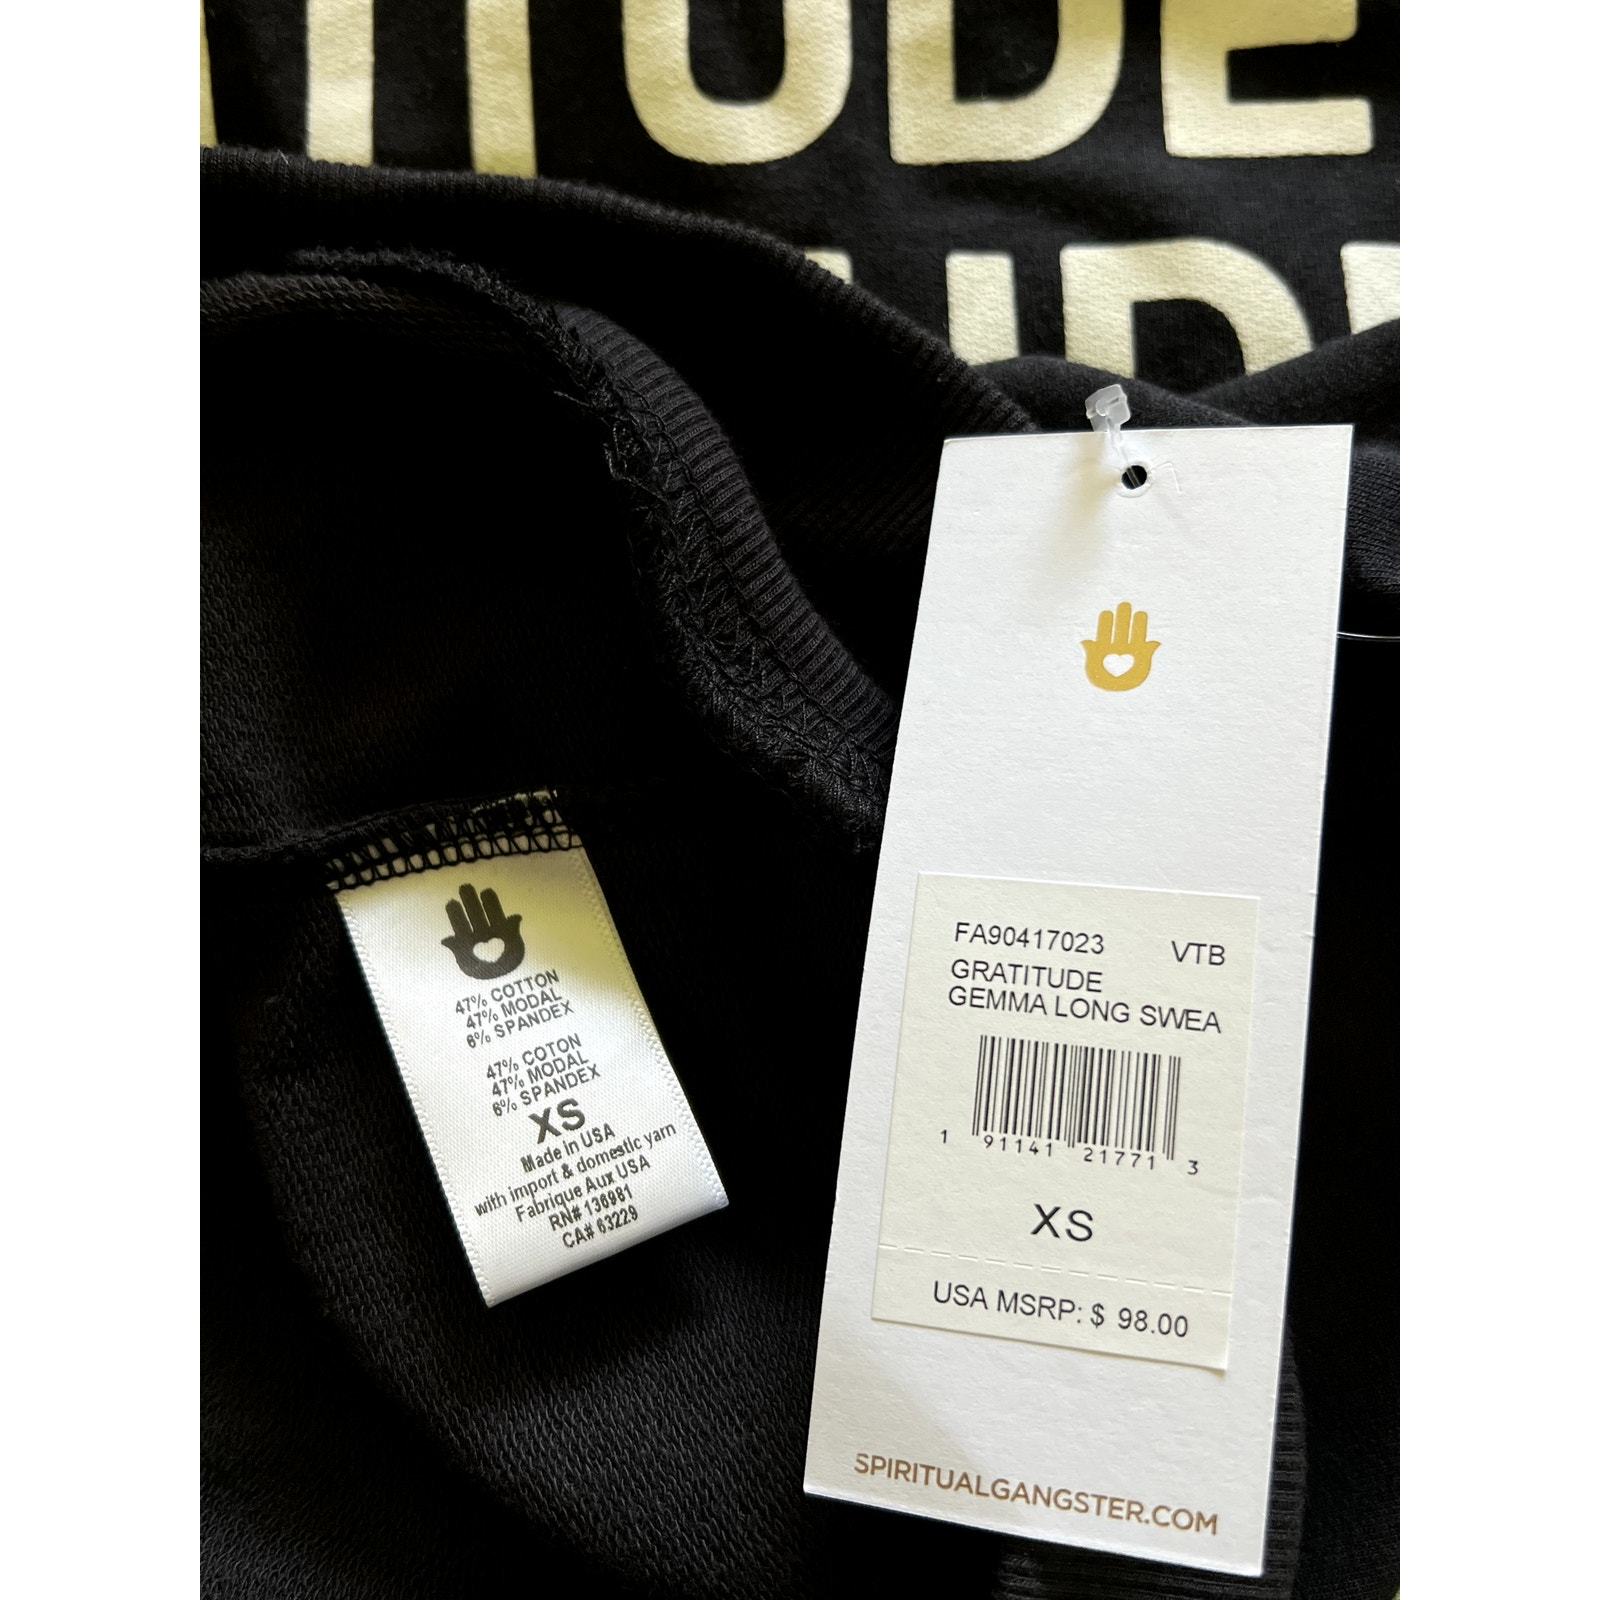 ITUDE
UDE
47% COTTON
47% MODAL
6% SPANDEX
47% COTON
47% MODAL
6% SPANDEX
XS
Made in USA
with import & domestic yarn
Fabrique Aux USA
RN# 136981
CA# 63229
FA90417023 VTB
GRATITUDE
GEMMA LONG SWEA
1 91141 21771 3
XS
USA MSRP: $ 98.00
SPIRITUALGANGSTER.COM